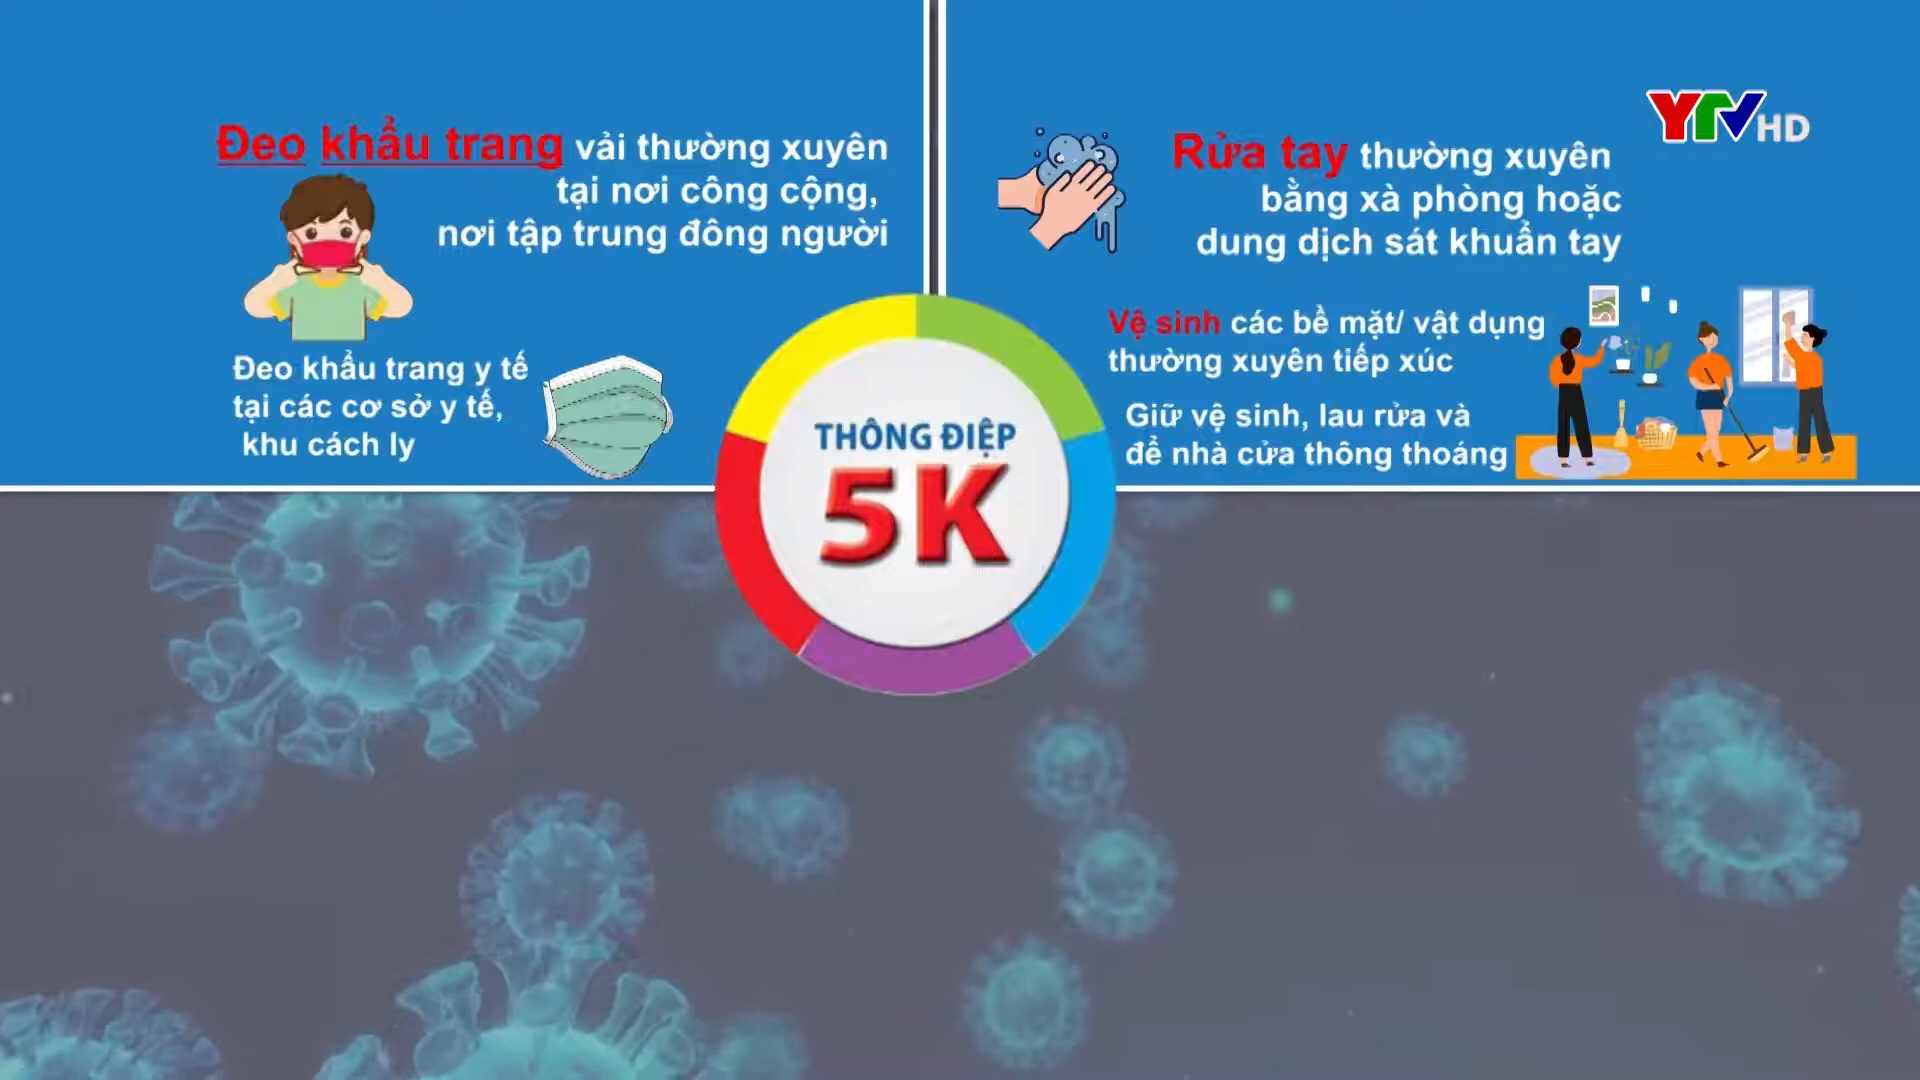 Đeo khẩu trang vải thường xuyên
tại nơi công cộng,
nơi tập trung đông người
Đeo khẩu trang y tế
tại các cơ sở y tế,
khu cách ly
YTV HD
Rửa tay thường xuyên
bằng xà phòng hoặc
dung dịch sát khuẩn tay
Vệ sinh các bề mặt/ vật dụng
thường xuyên tiếp xúc
Giữ vệ sinh, lau rửa và
để nhà cửa thông thoáng
THÔNG ĐIỆP
5K